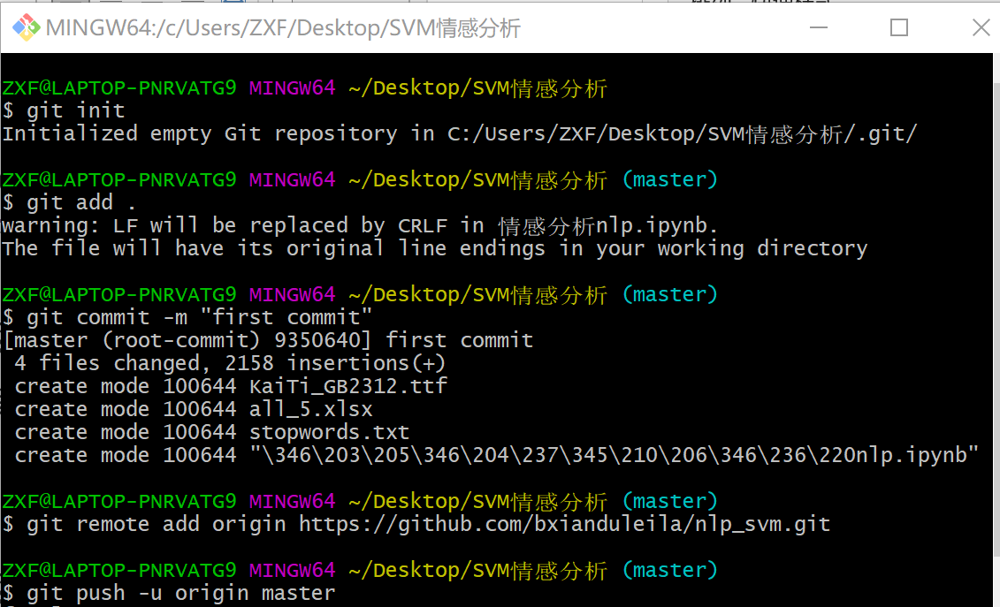 MINGW64:/c/Users/ZXF/Desktop/SVM情感分析
ZXF@LAPTOP-PNRVATG9 MINGW64 ~/Desktop/SVM情感分析
$ git init
Initialized empty Git repository in C:/Users/ZXF/Desktop/SVM情感分析/.git/
ZXF@LAPTOP-PNRVATG9 MINGW64 ~/Desktop/SVM情感分析 (master)
$ git add .
warning: LF will be replaced by CRLF in 情感分析nlp.ipynb.
The file will have its original line endings in your working directory
ZXF@LAPTOP-PNRVATG9 MINGW64 ~/Desktop/SVM情感分析 (master)
$ git commit -m "first commit"
[master (root-commit) 9350640] first commit
4 files changed, 2158 insertions(+)
create mode 100644 KaiTi_GB2312.ttf
create mode 100644 all_5.xlsx
create mode 100644 stopwords.txt
create mode 100644 "\346\203\205\346\204\237\345\210\206\346\236\220nlp.ipynb"
ZXF@LAPTOP-PNRVATG9 MINGW64 ~/Desktop/SVM情感分析 (master)
$ git remote add origin https://github.com/bxianduleila/nlp_svm.git
ZXF@LAPTOP-PNRVATG9 MINGW64 ~/Desktop/SVM情感分析 (master)
$ git push -u origin master